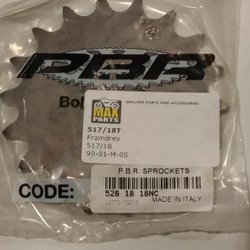 PBR
Bol
MAX
PARTS
GENUINE PARTS AND ACCESSORIES
517/18T
Framdrev
517/18
90-01-M-05
CODE:
P.B.R. SPROCKETS
526 18 18NC
MADE IN ITALY